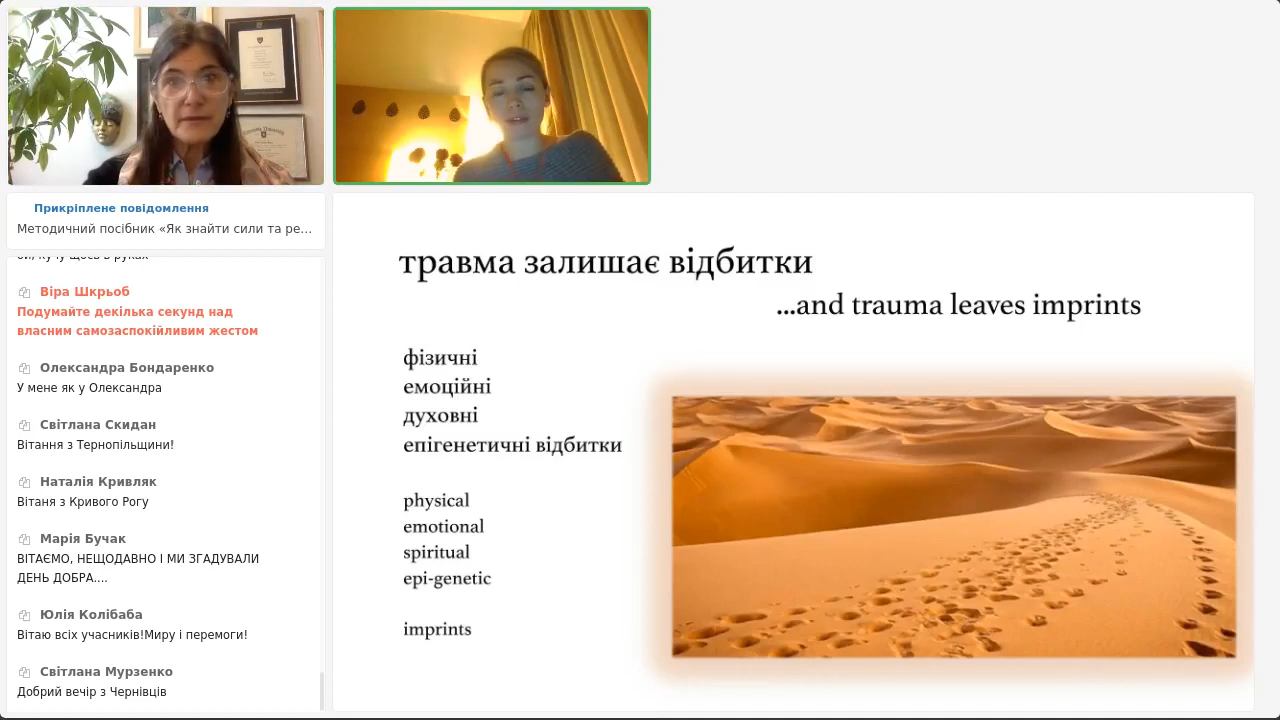 Прикріплене повідомлення
Методичний посібник «Як знайти сили та ре...
Віра Шкрьоб
Подумайте декілька секунд над
власним самозаспокійливим жестом
Олександра Бондаренко
У мене як у Олександра
Світлана Скидан
Вітання з Тернопільщини!
Наталія Кривляк
Вітаня з Кривого Рогу
Марія Бучак
ВІТАЄМО, НЕЩОДАВНО І МИ ЗГАДУВАЛИ
ДЕНЬ ДОБРА....
Юлія Колібаба
Вітаю всіх учасників!Миру і перемоги!
Світлана Мурзенко
Добрий вечір з Чернівців
травма залишає відбитки
...and trauma leaves imprints
фізичні
емоційні
духовні
епігенетичні відбитки
physical
emotional
spiritual
epi-genetic
imprints